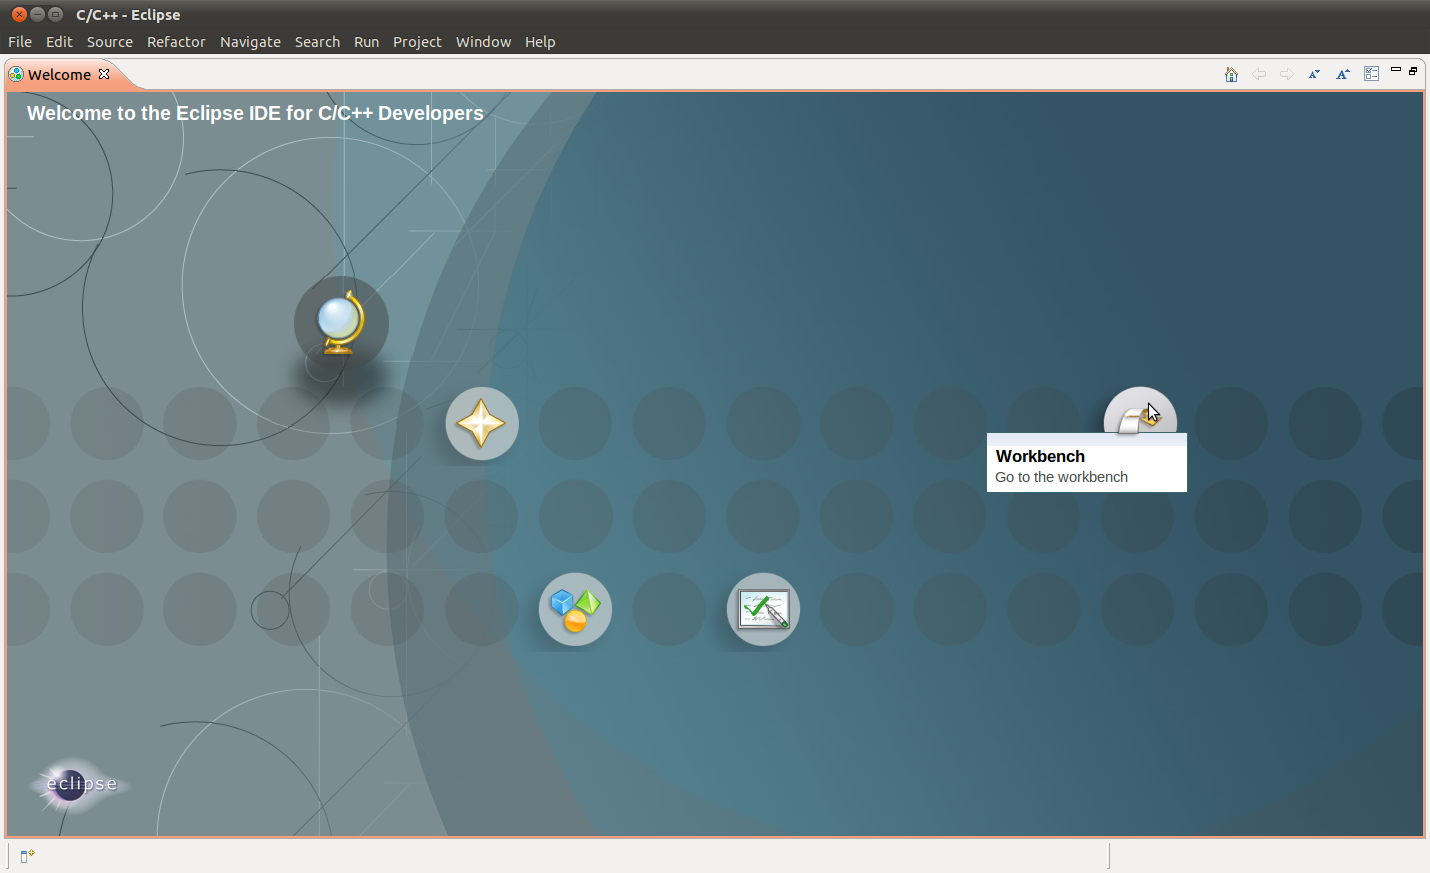 C/C++ - Eclipse
File Edit Source Refactor Navigate Search Run Project Window Help
Welcome
Welcome to the Eclipse IDE for C/C++ Developers
Workbench
Go to the workbench
eclipse